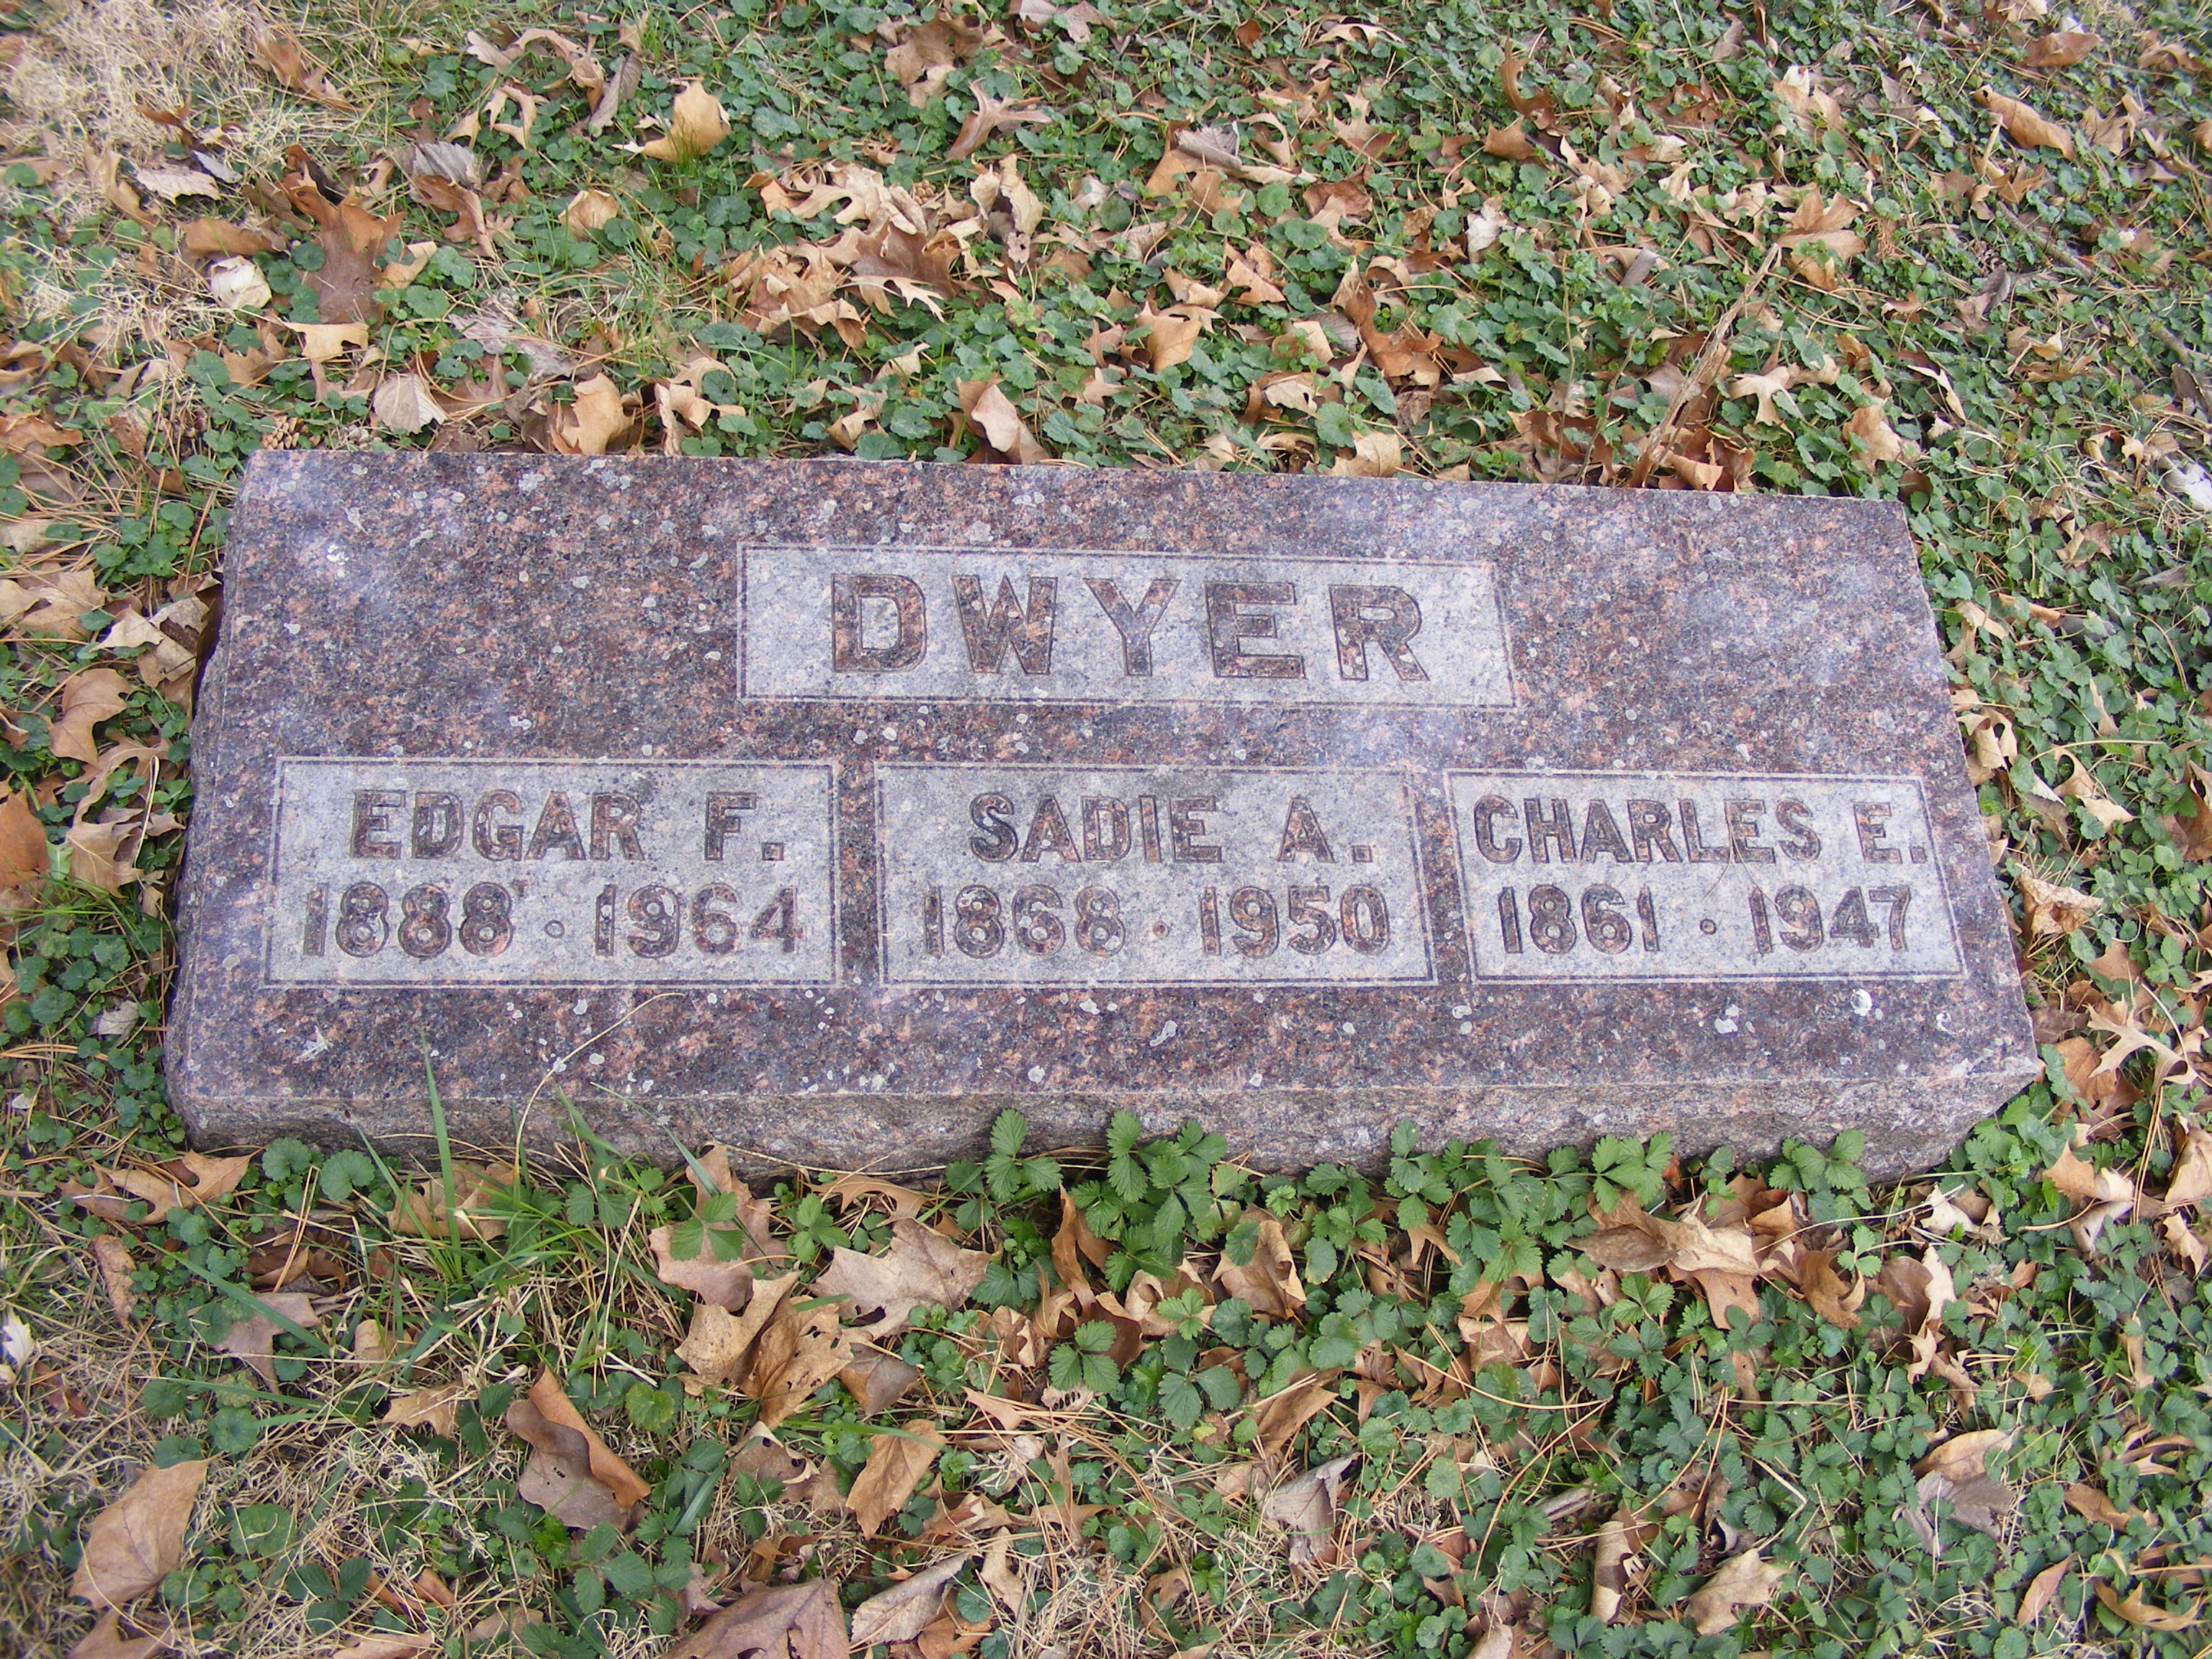 DWYER
EDGAR F.
1888 · 1964
SADIE A.
1868 · 1950
CHARLES E.
1861 · 1947